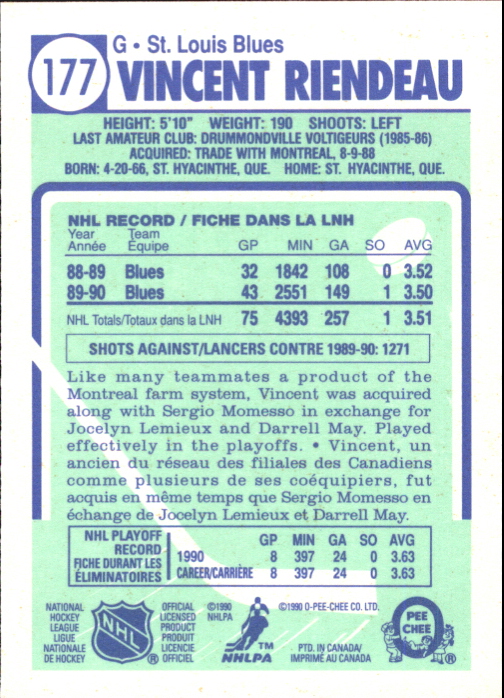 177
G • St. Louis Blues
VINCENT RIENDEAU
HEIGHT: 5'10" WEIGHT: 190 SHOOTS: LEFT
LAST AMATEUR CLUB: DRUMMONDVILLE VOLTIGEURS (1985-86)
ACQUIRED: TRADE WITH MONTREAL, 8-9-88
BORN: 4-20-66, ST. HYACINTHE, QUE. HOME: ST. HYACINTHE, QUE.
NHL RECORD / FICHE DANS LA LNH
Year Team
Année Équipe GP MIN GA SO AVG
88-89 Blues 32 1842 108 0 3.52
89-90 Blues 43 2551 149 1 3.50
NHL Totals/Totaux dans la LNH 75 4393 257 1 3.51
SHOTS AGAINST/LANCERS CONTRE 1989-90: 1271
Like many teammates a product of the
Montreal farm system, Vincent was acquired
along with Sergio Momesso in exchange for
Jocelyn Lemieux and Darrell May. Played
effectively in the playoffs. • Vincent, un
ancien du réseau des filiales des Canadiens
comme plusieurs de ses coéquipiers, fut
acquis en même temps que Sergio Momesso en
échange de Jocelyn Lemieux et Darrell May.
NHL PLAYOFF
RECORD
FICHE DURANT LES
ÉLIMINATOIRES
GP MIN GA SO AVG
1990 8 397 24 0 3.63
CAREER/CARRIÈRE 8 397 24 0 3.63
NATIONAL
HOCKEY
LEAGUE
LIGUE
NATIONALE
DE HOCKEY
NHL
®
OFFICIAL
LICENSED
PRODUCT
PRODUIT
LICENCIE
OFFICIEL
©1990
NHLPA
TM
NHLPA
©1990 O-PEE-CHEE CO. LTD.
PTD. IN CANADA/
IMPRIMÉ AU CANADA
PEE
CHEE
®